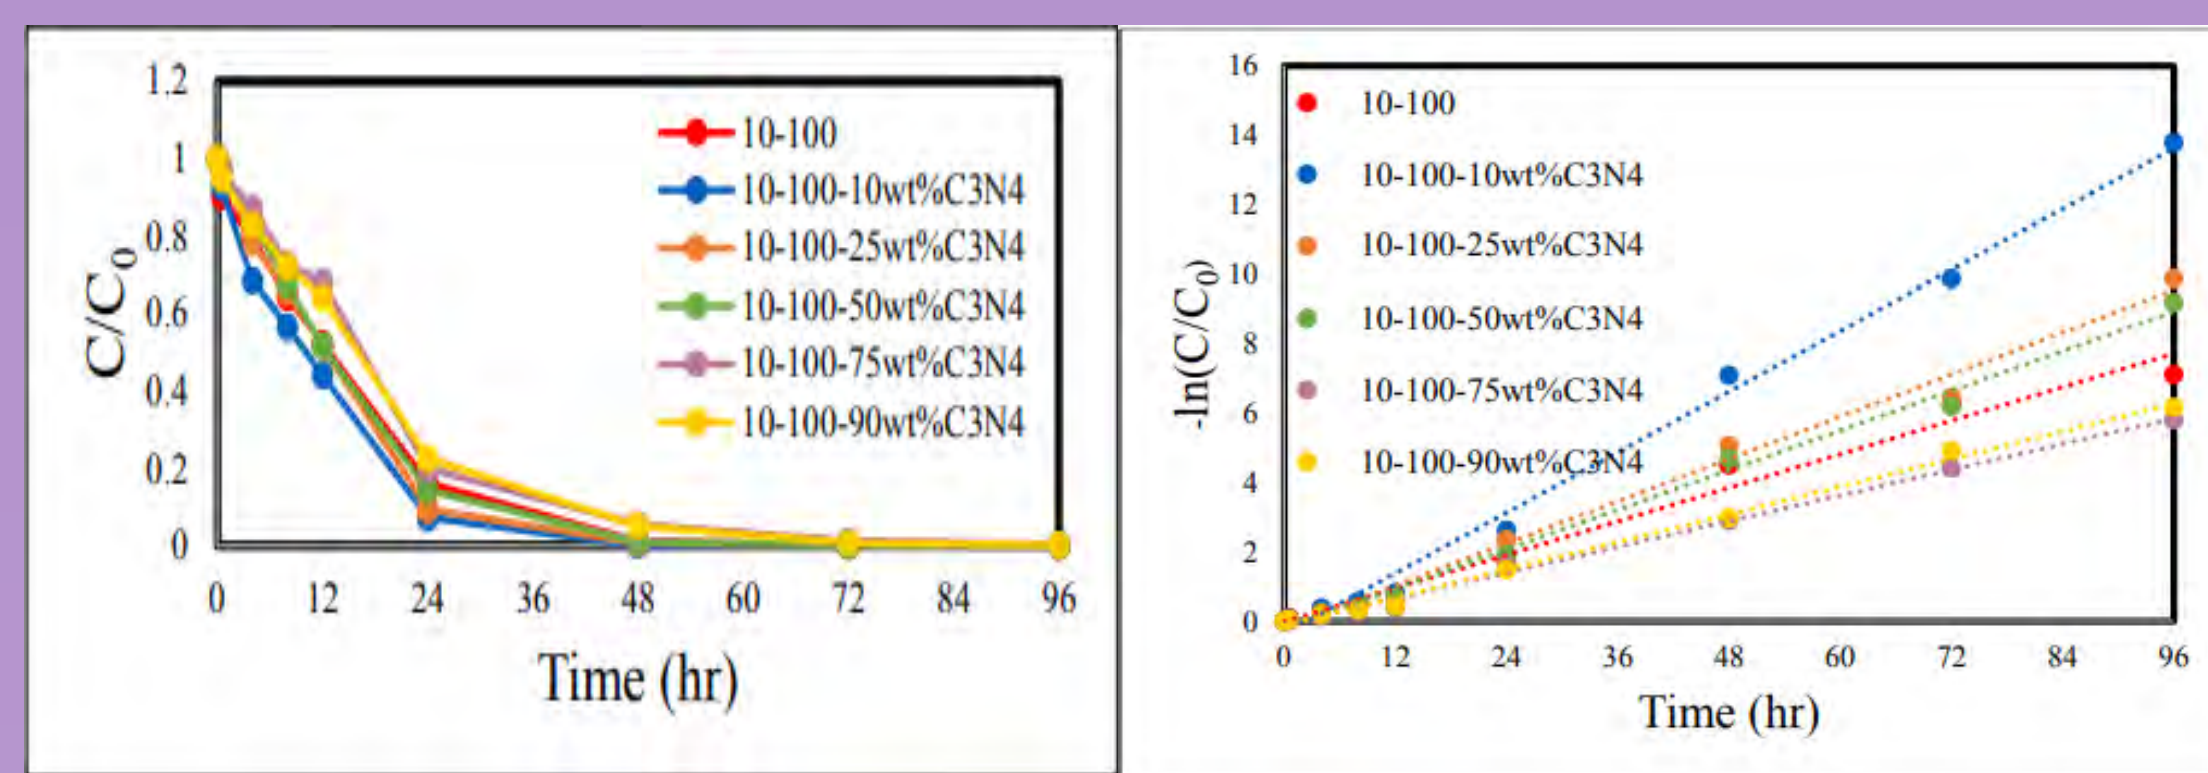 1.2
1
0.8
0.6
0.4
0.2
0
C/C0
10-100
10-100-10wt%C3N4
10-100-25wt%C3N4
10-100-50wt%C3N4
10-100-75wt%C3N4
10-100-90wt%C3N4
0 12 24 36 48 60 72 84 96
Time (hr)
16
14
12
10
8
6
4
2
0
-ln(C/C0)
10-100
10-100-10wt%C3N4
10-100-25wt%C3N4
10-100-50wt%C3N4
10-100-75wt%C3N4
10-100-90wt%C3N4
0 12 24 36 48 60 72 84 96
Time (hr)